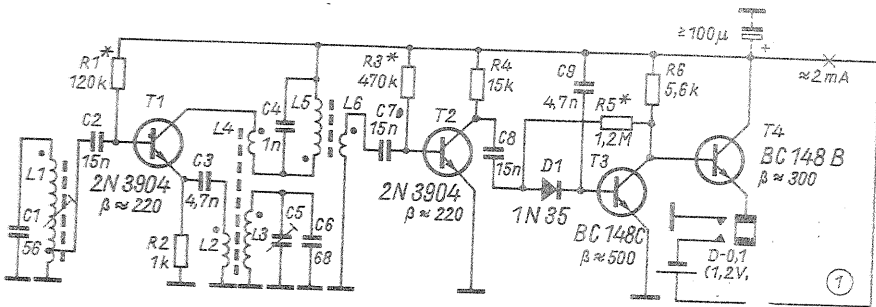 ≥100μ
+
≈2mA
R1*
120k
T1
C2
15n
2N3904
β≈220
L1
C1
56
R2
1k
C3
4,7n
L4
L2
C4
1n
L5
L3
C5
C6
68
L6
R3*
470k
C7
15n
R4
15k
T2
2N3904
β≈220
C8
15n
D1
1N35
C9
4,7n
R5*
1,2M
R6
5,6k
T3
BC148C
β≈500
T4
BC148B
β≈300
D-0,1
(1,2V,
1